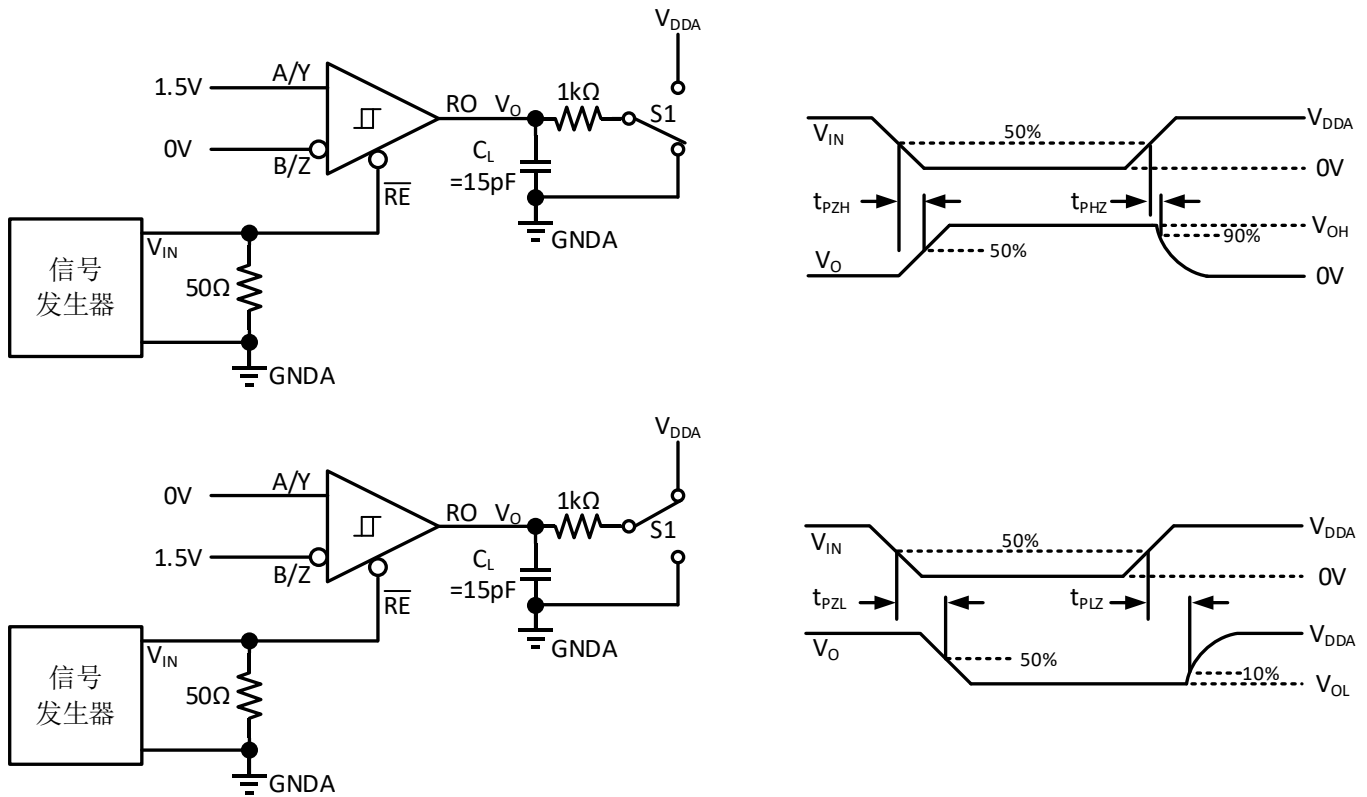 V_DDA
1.5V
A/Y
RO
V_O
1kΩ
S1
0V
B/Z
C_L
=15pF
R̅E̅
GNDA
信号
发生器
V_IN
50Ω
GNDA
V_IN
50%
V_DDA
0V
t_PZH
t_PHZ
V_OH
90%
50%
V_O
0V
V_DDA
0V
A/Y
RO
V_O
1kΩ
S1
1.5V
B/Z
C_L
=15pF
R̅E̅
GNDA
信号
发生器
V_IN
50Ω
GNDA
V_IN
50%
V_DDA
0V
t_PZL
t_PLZ
V_O
V_DDA
50%
10%
V_OL